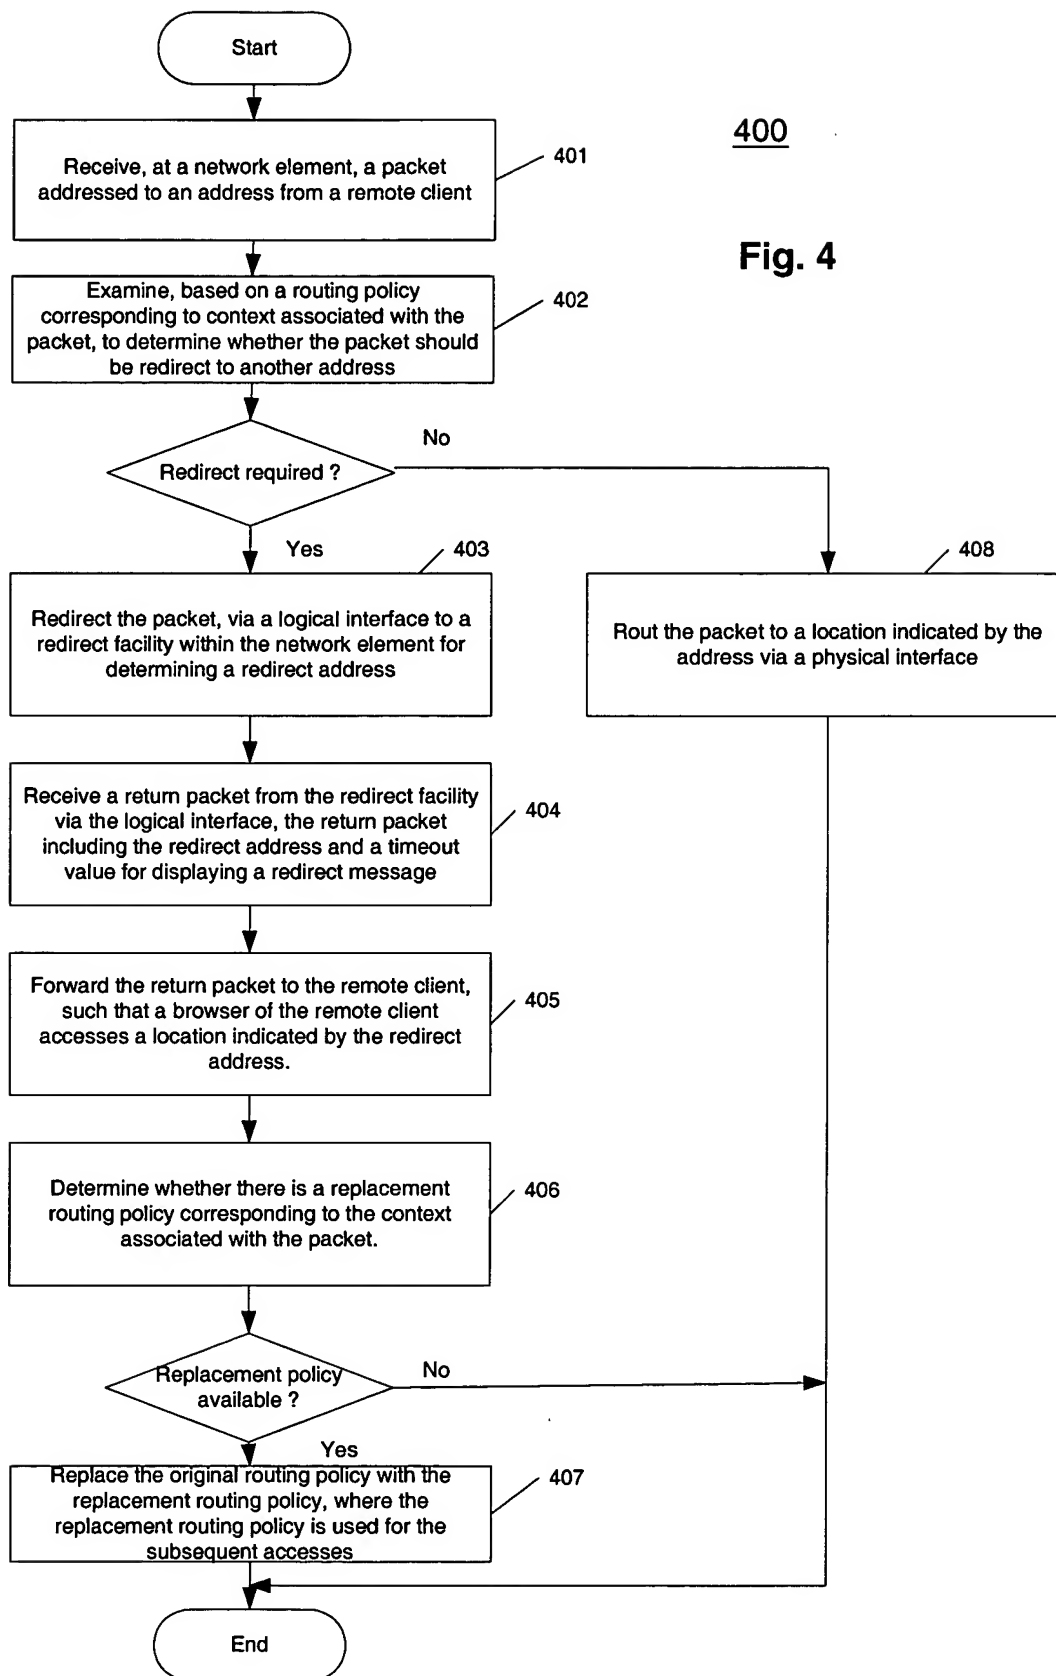 Start
400
Fig. 4
Receive, at a network element, a packet
addressed to an address from a remote client
401
Examine, based on a routing policy
corresponding to context associated with the
packet, to determine whether the packet should
be redirect to another address
402
Redirect required ?
No
Yes
403
Redirect the packet, via a logical interface to a
redirect facility within the network element for
determining a redirect address
408
Rout the packet to a location indicated by the
address via a physical interface
Receive a return packet from the redirect facility
via the logical interface, the return packet
including the redirect address and a timeout
value for displaying a redirect message
404
Forward the return packet to the remote client,
such that a browser of the remote client
accesses a location indicated by the redirect
address.
405
Determine whether there is a replacement
routing policy corresponding to the context
associated with the packet.
406
Replacement policy
available ?
No
Yes
Replace the original routing policy with the
replacement routing policy, where the
replacement routing policy is used for the
subsequent accesses
407
End